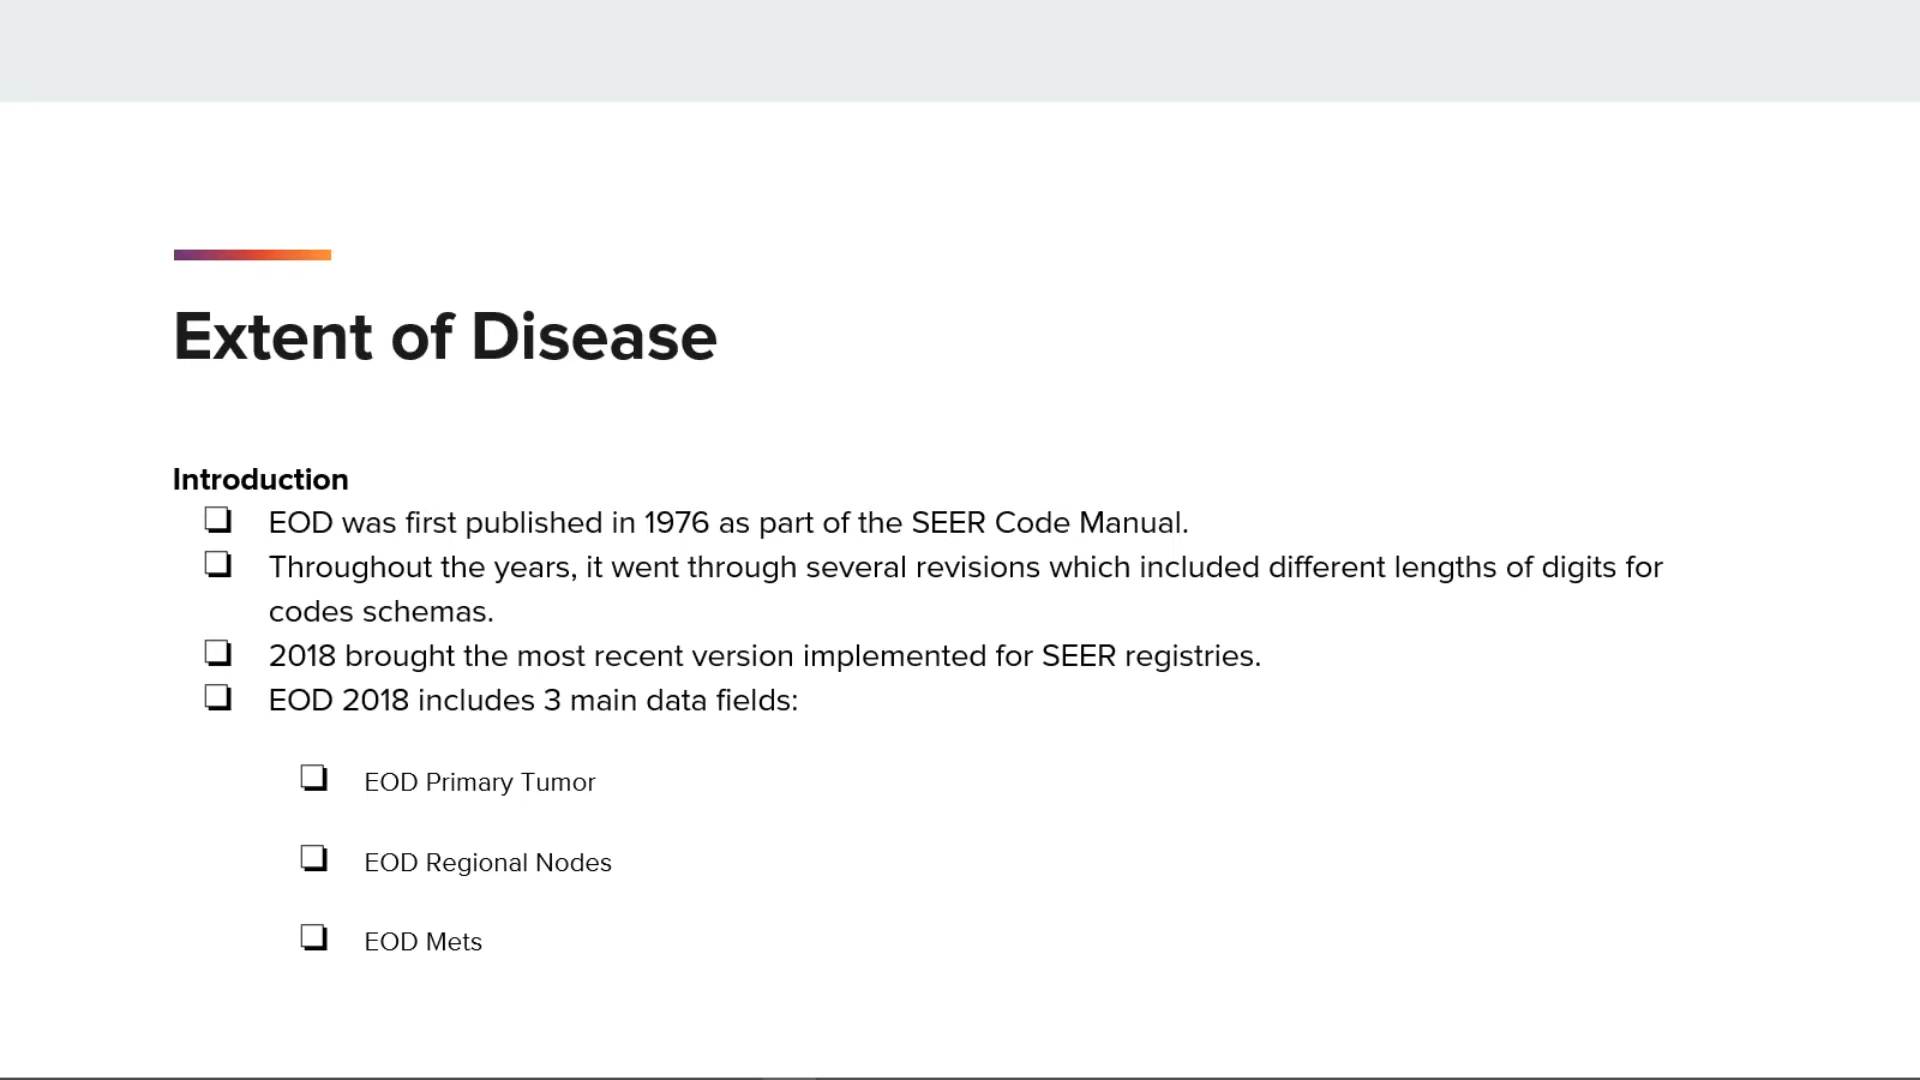 Extent of Disease
Introduction
❏ EOD was first published in 1976 as part of the SEER Code Manual.
❏ Throughout the years, it went through several revisions which included different lengths of digits for
codes schemas.
❏ 2018 brought the most recent version implemented for SEER registries.
❏ EOD 2018 includes 3 main data fields:
❏ EOD Primary Tumor
❏ EOD Regional Nodes
❏ EOD Mets